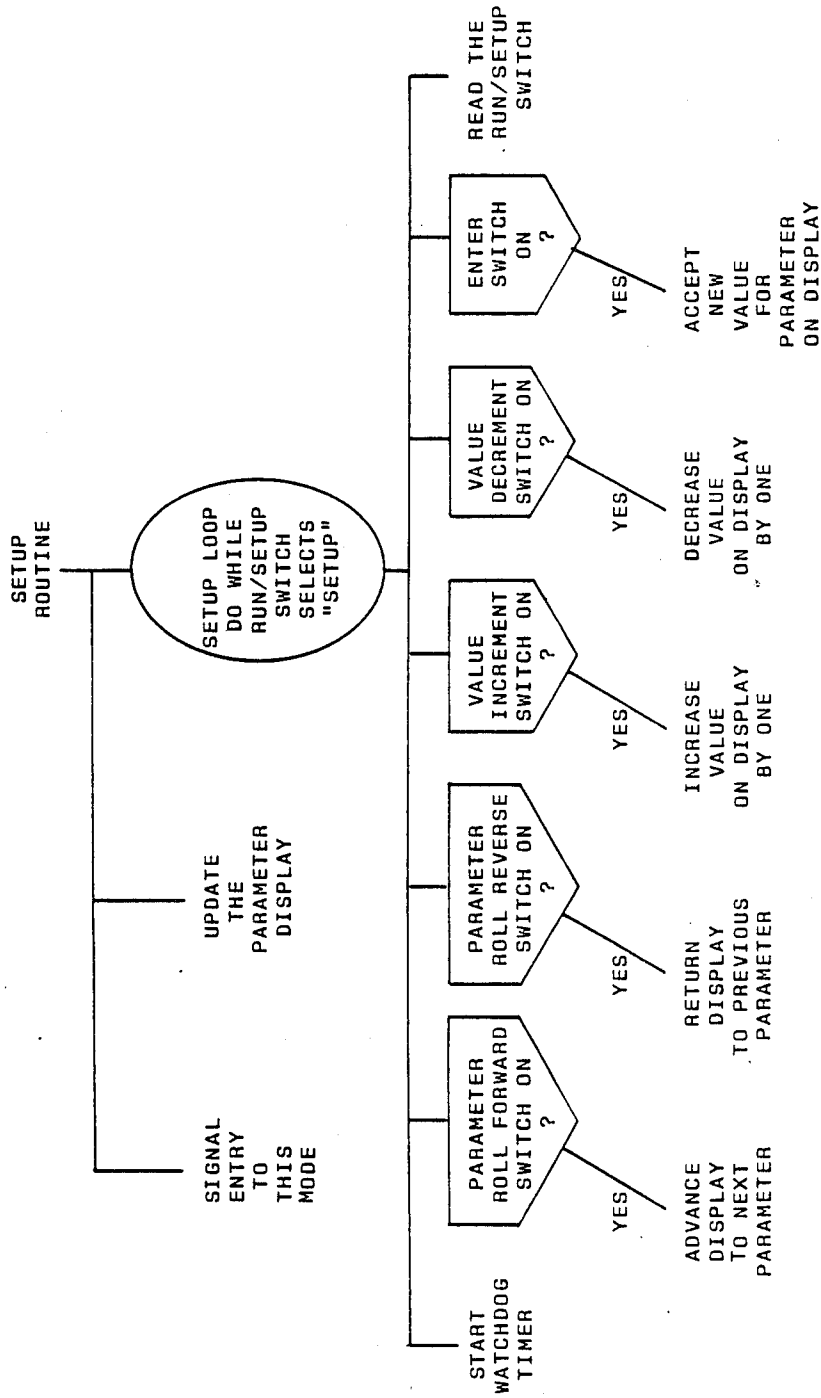 SETUP
ROUTINE
SIGNAL
ENTRY
TO
THIS
MODE
UPDATE
THE
PARAMETER
DISPLAY
SETUP LOOP
DO WHILE
RUN/SETUP
SWITCH
SELECTS
"SETUP"
START
WATCHDOG
TIMER
PARAMETER
ROLL FORWARD
SWITCH ON
?
YES
ADVANCE
DISPLAY
TO NEXT
PARAMETER
PARAMETER
ROLL REVERSE
SWITCH ON
?
YES
RETURN
DISPLAY
TO PREVIOUS
PARAMETER
VALUE
INCREMENT
SWITCH ON
?
YES
INCREASE
VALUE
ON DISPLAY
BY ONE
VALUE
DECREMENT
SWITCH ON
?
YES
DECREASE
VALUE
ON DISPLAY
BY ONE
ENTER
SWITCH
ON
?
YES
ACCEPT
NEW
VALUE
FOR
PARAMETER
ON DISPLAY
READ THE
RUN/SETUP
SWITCH